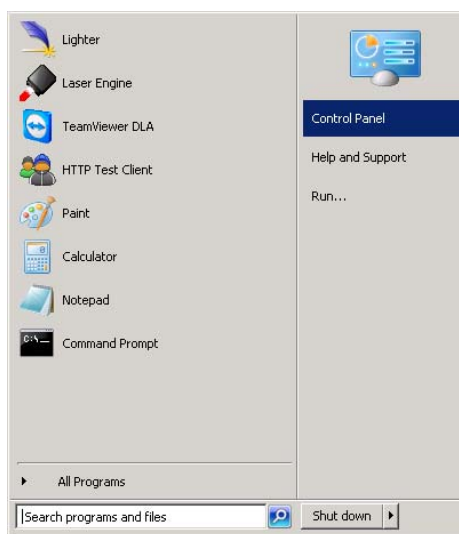 Lighter
Laser Engine
TeamViewer DLA
HTTP Test Client
Paint
Calculator
Notepad
C:\_
Command Prompt
All Programs
Search programs and files
Control Panel
Help and Support
Run...
Shut down